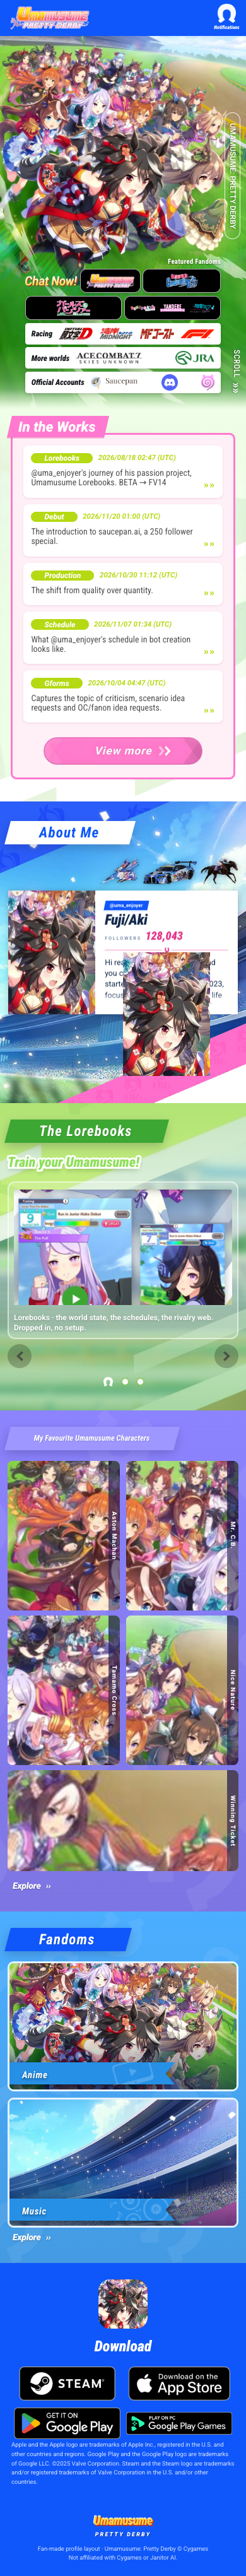 Umamusume
PRETTY DERBY
Notifications
UMAMUSUME: PRETTY DERBY
Featured Fandoms
Chat Now!
Racing
MIDNIGHT
MFゴースト
F1
More worlds
ACE COMBAT 7
SKIES UNKNOWN
JRA
Official Accounts
Saucepan
SCROLL
In the Works
Lorebooks
2026/08/18 02:47 (UTC)
@uma_enjoyer's journey of his passion project,
Umamusume Lorebooks. BETA → FV14
Debut
2026/11/20 01:00 (UTC)
The introduction to saucepan.ai, a 250 follower
special.
Production
2026/10/30 11:12 (UTC)
The shift from quality over quantity.
Schedule
2026/11/07 01:34 (UTC)
What @uma_enjoyer's schedule in bot creation
looks like.
Gforms
2026/10/04 04:47 (UTC)
Captures the topic of criticism, scenario idea
requests and OC/fanon idea requests.
View more
About Me
@uma_enjoyer
Fuji/Aki
FOLLOWERS 128,043
The Lorebooks
Train your Umamusume!
Lorebooks - the world state, the schedules, the rivalry web.
Dropped in, no setup.
My Favourite Umamusume Characters
Aston Machan
Mr. C.B.
Tamamo Cross
Nice Nature
Winning Ticket
Explore ››
Fandoms
Anime
Music
Explore ››
Download
STEAM
Download on the
App Store
GET IT ON
Google Play
PLAY ON PC
Google Play Games
Apple and the Apple logo are trademarks of Apple Inc., registered in the U.S. and
other countries and regions. Google Play and the Google Play logo are trademarks
of Google LLC. ©2025 Valve Corporation. Steam and the Steam logo are trademarks
and/or registered trademarks of Valve Corporation in the U.S. and/or other
countries.
Umamusume
PRETTY DERBY
Fan-made profile layout · Umamusume: Pretty Derby © Cygames
Not affiliated with Cygames or Janitor AI.